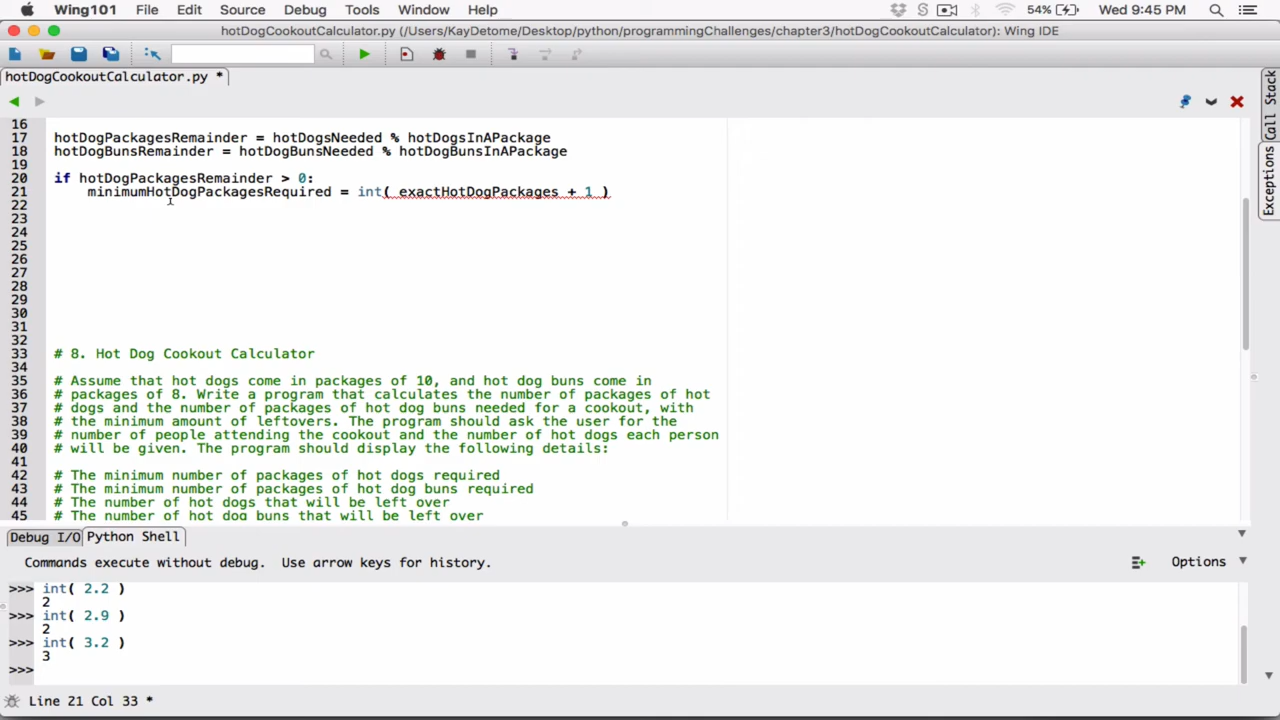 Wing101 File Edit Source Debug Tools Window Help S 54% Wed 9:45 PM
hotDogCookoutCalculator.py (/Users/KayDetome/Desktop/python/programmingChallenges/chapter3/hotDogCookoutCalculator): Wing IDE
hotDogCookoutCalculator.py *
Call Stack
Exceptions
16
17 hotDogPackagesRemainder = hotDogsNeeded % hotDogsInAPackage
18 hotDogBunsRemainder = hotDogBunsNeeded % hotDogBunsInAPackage
19
20 if hotDogPackagesRemainder > 0:
21 minimumHotDogPackagesRequired = int( exactHotDogPackages + 1 )
22
23
24
25
26
27
28
29
30
31
32
33 # 8. Hot Dog Cookout Calculator
34
35 # Assume that hot dogs come in packages of 10, and hot dog buns come in
36 # packages of 8. Write a program that calculates the number of packages of hot
37 # dogs and the number of packages of hot dog buns needed for a cookout, with
38 # the minimum amount of leftovers. The program should ask the user for the
39 # number of people attending the cookout and the number of hot dogs each person
40 # will be given. The program should display the following details:
41
42 # The minimum number of packages of hot dogs required
43 # The minimum number of packages of hot dog buns required
44 # The number of hot dogs that will be left over
45 # The number of hot dog buns that will be left over
Debug I/O Python Shell
Commands execute without debug. Use arrow keys for history. Options
>>> int( 2.2 )
2
>>> int( 2.9 )
2
>>> int( 3.2 )
3
>>>
Line 21 Col 33 *